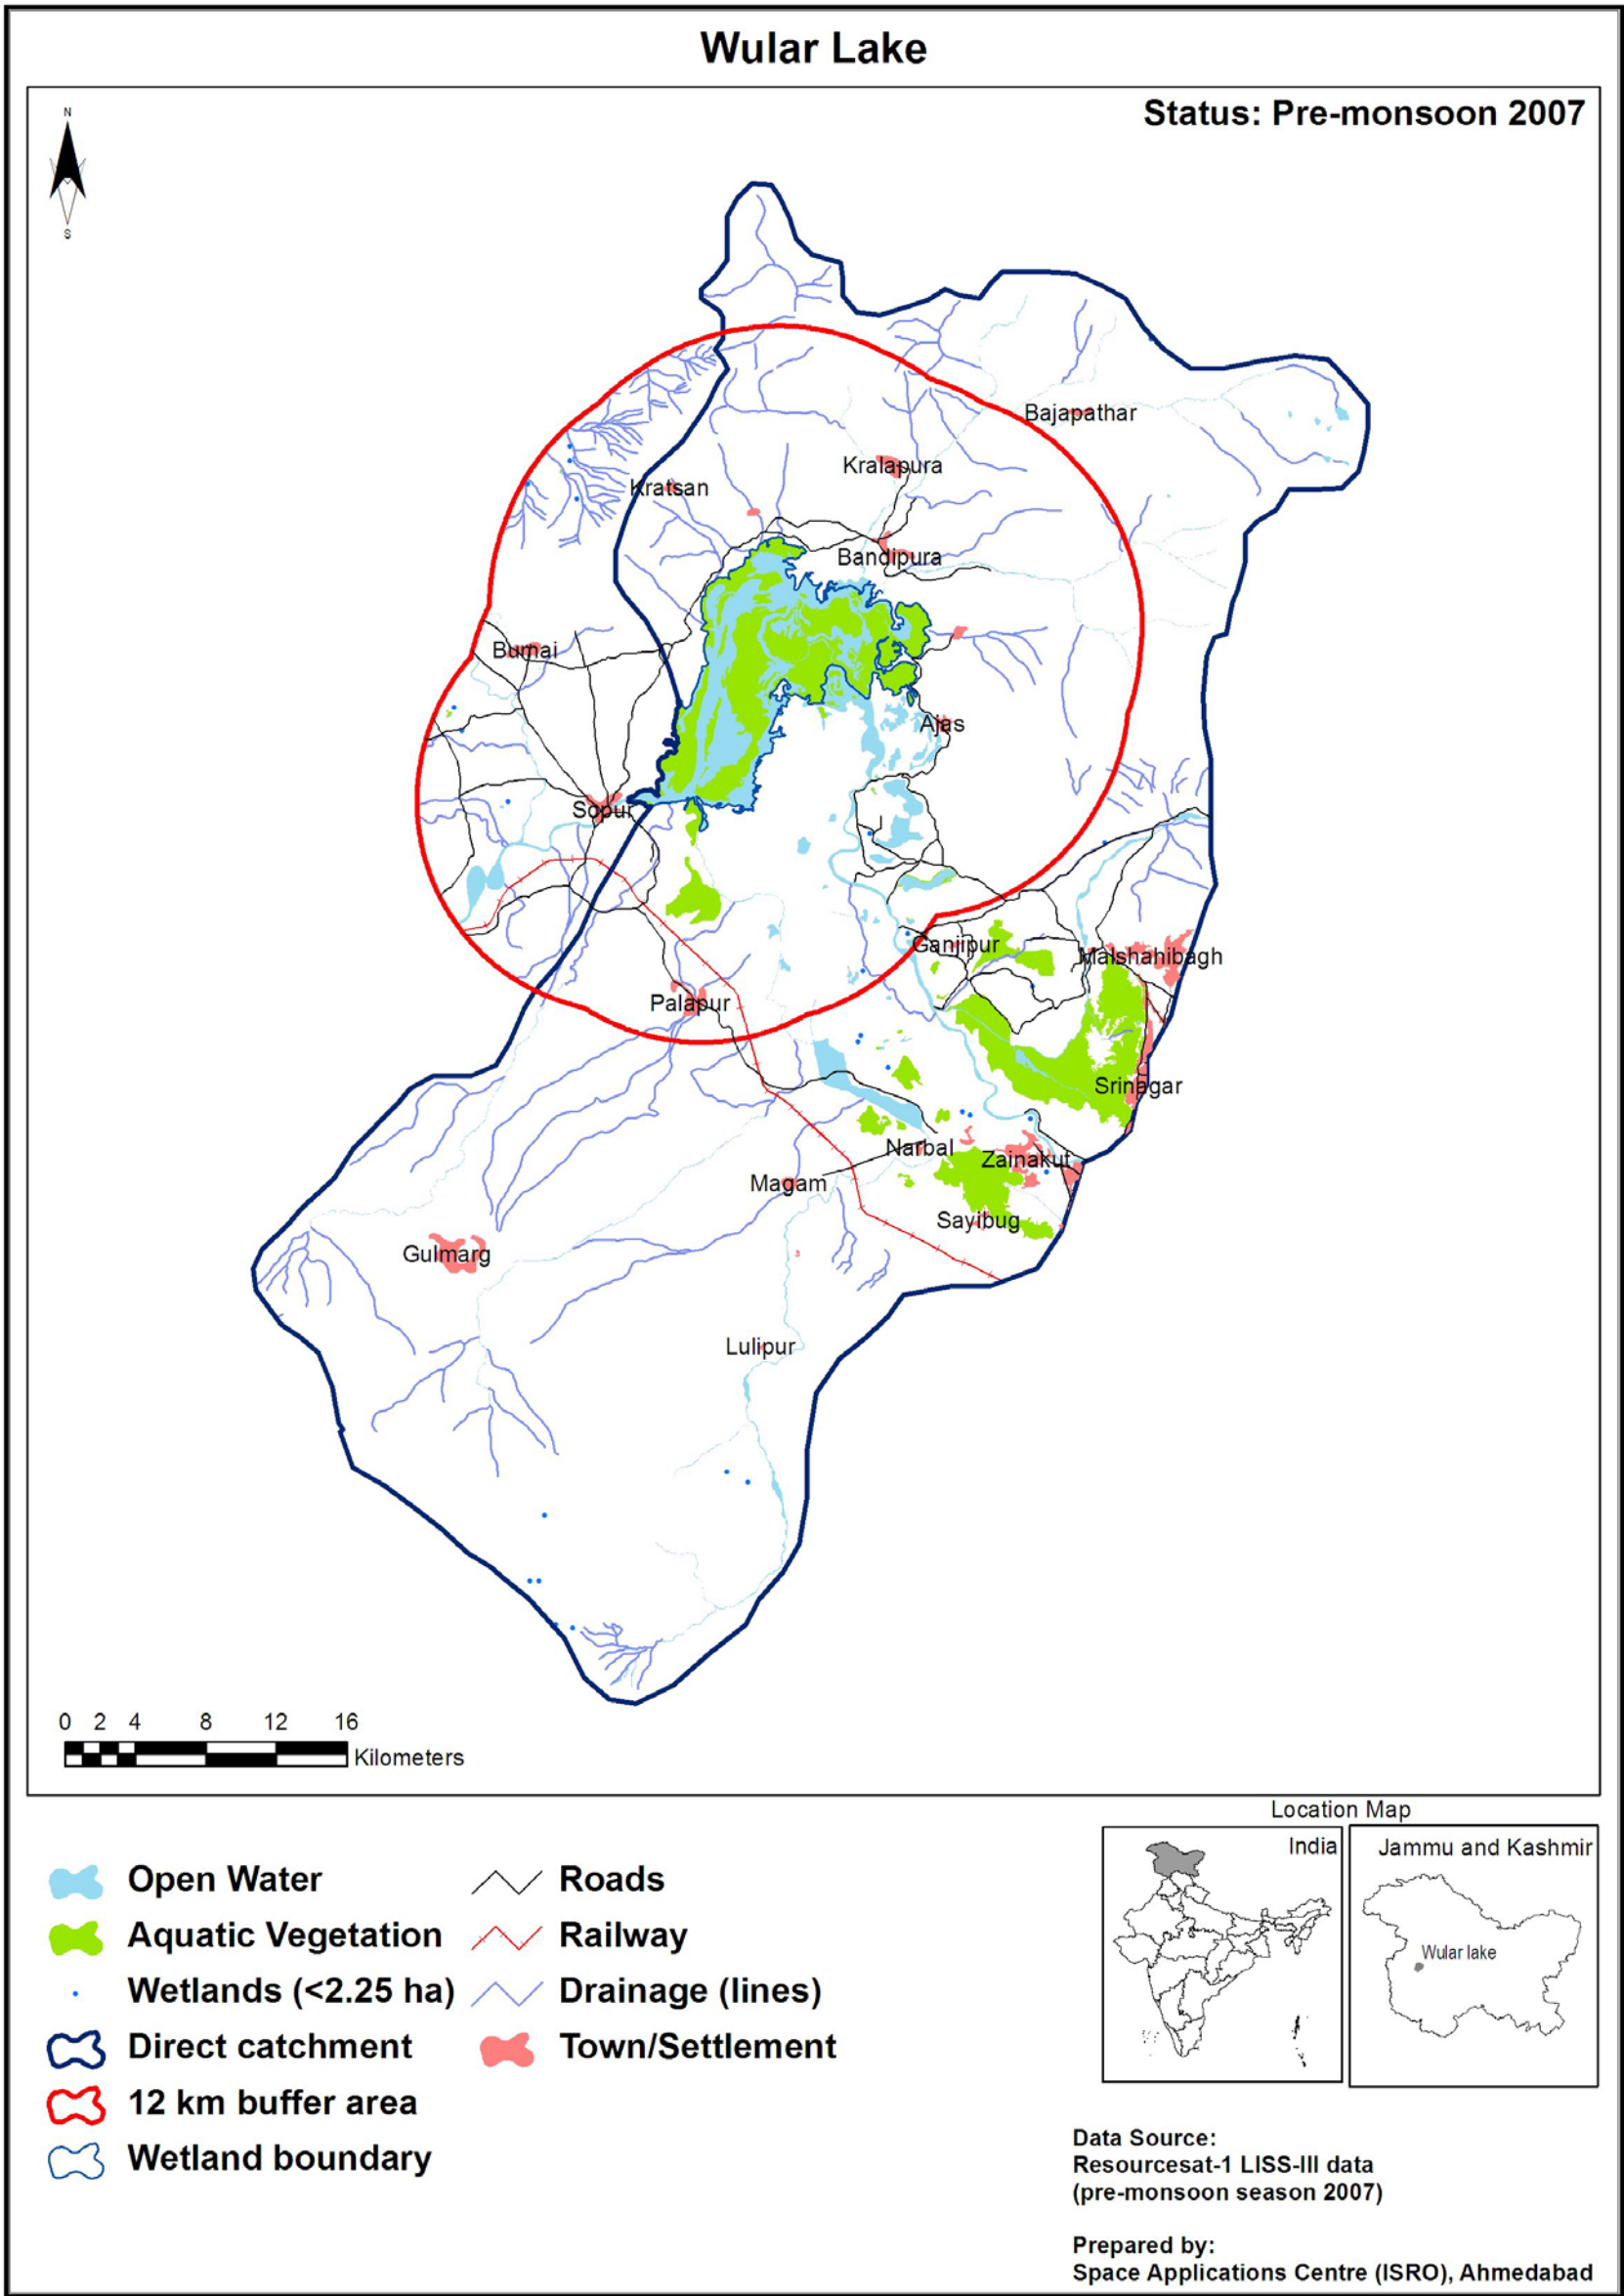 Wular Lake
Status: Pre-monsoon 2007
N
S
Bajapathar
Kralapura
Kratsan
Bandipura
Bumai
Ajas
Sopur
Ganjipur
Malshahibagh
Palapur
Srinagar
Narbal
Zainakut
Magam
Sayibug
Gulmarg
Lulipur
0 2 4 8 12 16
Kilometers
Location Map
India
Jammu and Kashmir
Wular lake
Open Water
Roads
Aquatic Vegetation
Railway
Wetlands (<2.25 ha)
Drainage (lines)
Direct catchment
Town/Settlement
12 km buffer area
Wetland boundary
Data Source:
Resourcesat-1 LISS-III data
(pre-monsoon season 2007)
Prepared by:
Space Applications Centre (ISRO), Ahmedabad